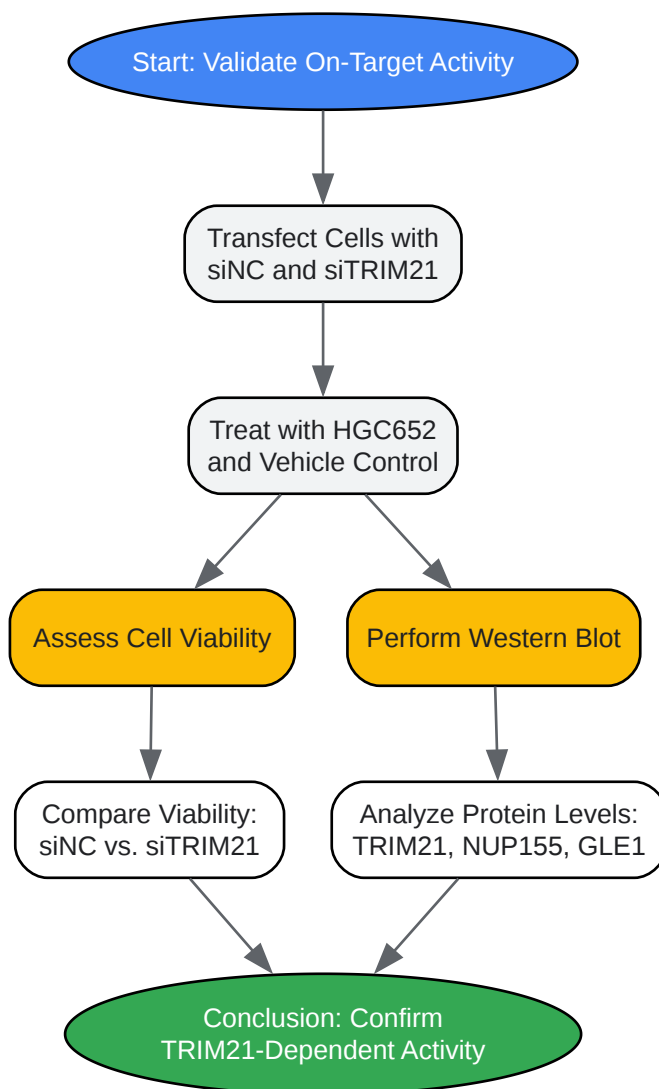 Start: Validate On-Target Activity
Transfect Cells with
siNC and siTRIM21
Treat with HGC652
and Vehicle Control
Assess Cell Viability
Perform Western Blot
Compare Viability:
siNC vs. siTRIM21
Analyze Protein Levels:
TRIM21, NUP155, GLE1
Conclusion: Confirm
TRIM21-Dependent Activity